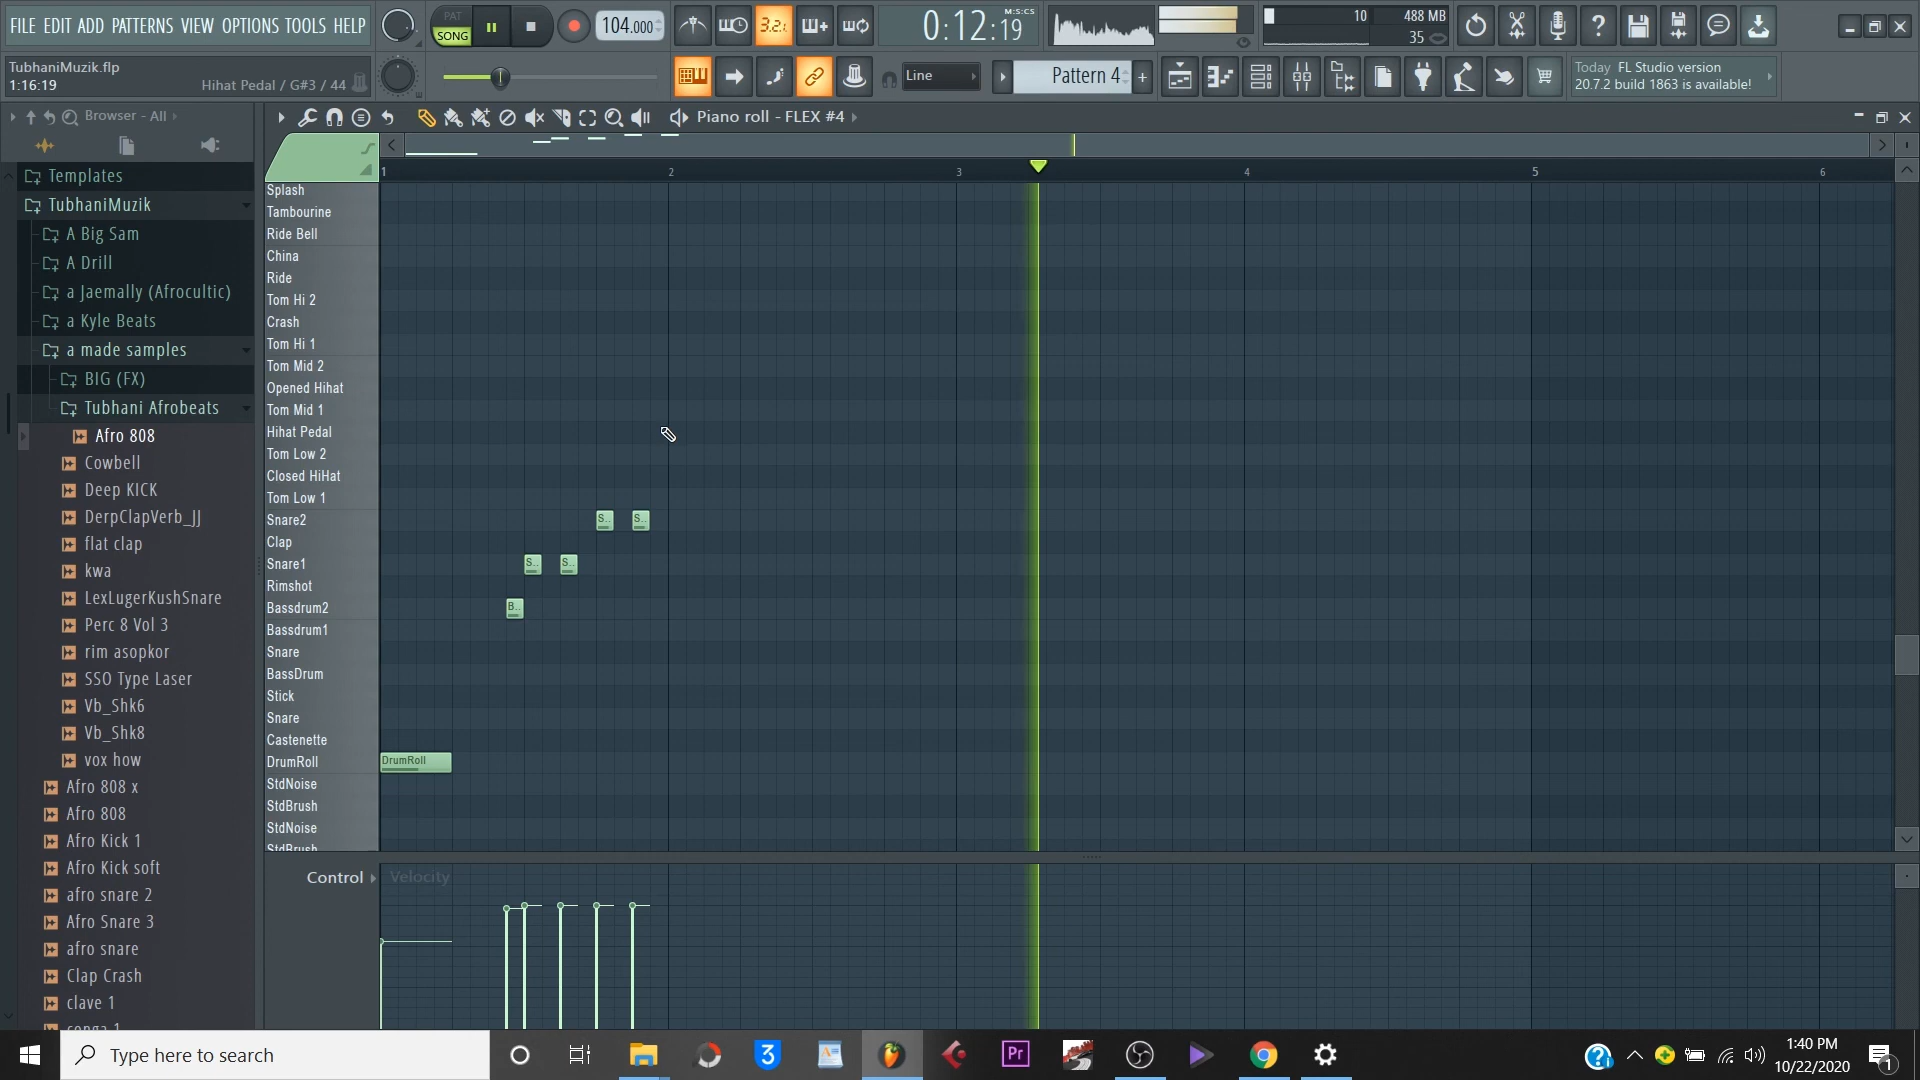 FILE EDIT ADD PATTERNS VIEW OPTIONS TOOLS HELP
PAT
SONG
104.000
3.2.
0:12:19
M:S:CS
10
488 MB
35
TubhaniMuzik.flp
1:16:19
Hihat Pedal / G#3 / 44
Line
Pattern 4
Today FL Studio version
20.7.2 build 1863 is available!
Browser - All
Piano roll - FLEX #4
Templates
TubhaniMuzik
A Big Sam
A Drill
a Jaemally (Afrocultic)
a Kyle Beats
a made samples
BIG (FX)
Tubhani Afrobeats
Afro 808
Cowbell
Deep KICK
DerpClapVerb_JJ
flat clap
kwa
LexLugerKushSnare
Perc 8 Vol 3
rim asopkor
SSO Type Laser
Vb_Shk6
Vb_Shk8
vox how
Afro 808 x
Afro 808
Afro Kick 1
Afro Kick soft
afro snare 2
Afro Snare 3
afro snare
Clap Crash
clave 1
conga 1
1 2 3 4 5 6
Splash
Tambourine
Ride Bell
China
Ride
Tom Hi 2
Crash
Tom Hi 1
Tom Mid 2
Opened Hihat
Tom Mid 1
Hihat Pedal
Tom Low 2
Closed HiHat
Tom Low 1
Snare2
S.. S..
Clap
Snare1
S.. S..
Rimshot
Bassdrum2
B..
Bassdrum1
Snare
BassDrum
Stick
Snare
Castenette
DrumRoll
DrumRoll
StdNoise
StdBrush
StdNoise
StdBrush
Control
Velocity
Type here to search
3
Pr
1:40 PM
10/22/2020
1